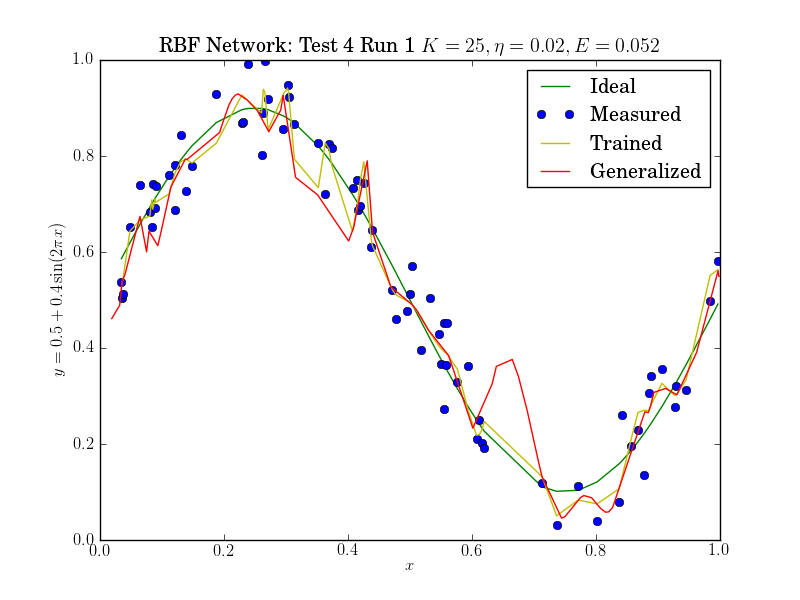 RBF Network: Test 4 Run 1 K = 25, η = 0.02, E = 0.052
Ideal
Measured
Trained
Generalized
y = 0.5 + 0.4 sin(2πx)
1.0
0.8
0.6
0.4
0.2
0.0
0.0 0.2 0.4 0.6 0.8 1.0
x